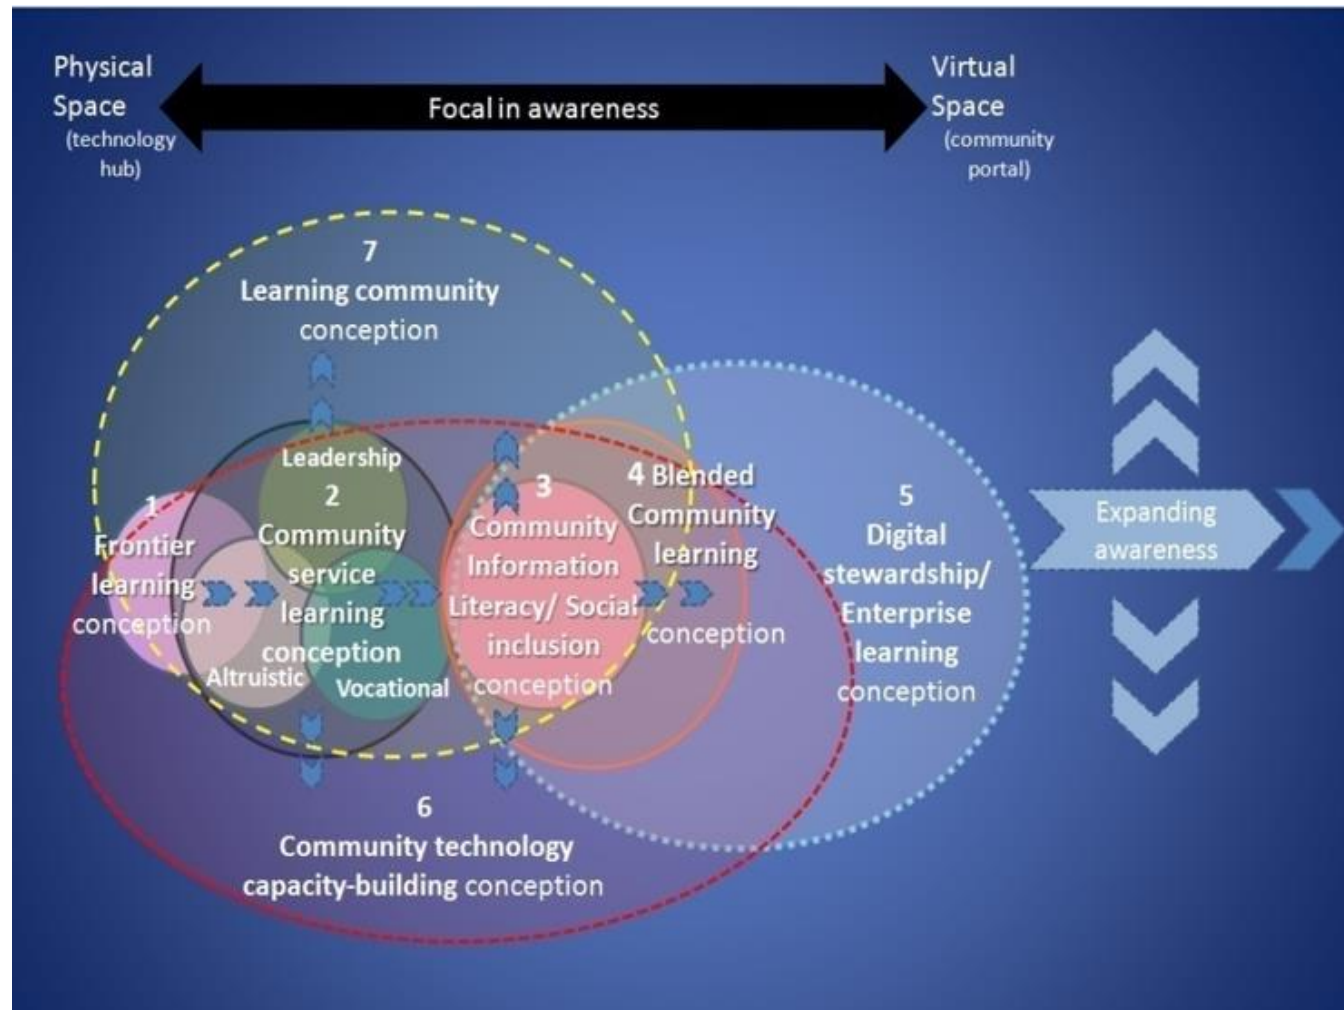 Physical
Space
(technology
hub)
Focal in awareness
Virtual
Space
(community
portal)
7
Learning community
conception
Leadership
1
Frontier
learning
conception
2
Community
service
learning
conception
Altruistic
Vocational
3
Community
Information
Literacy/ Social
inclusion
conception
4 Blended
Community
learning
conception
5
Digital
stewardship/
Enterprise
learning
conception
Expanding
awareness
6
Community technology
capacity-building conception